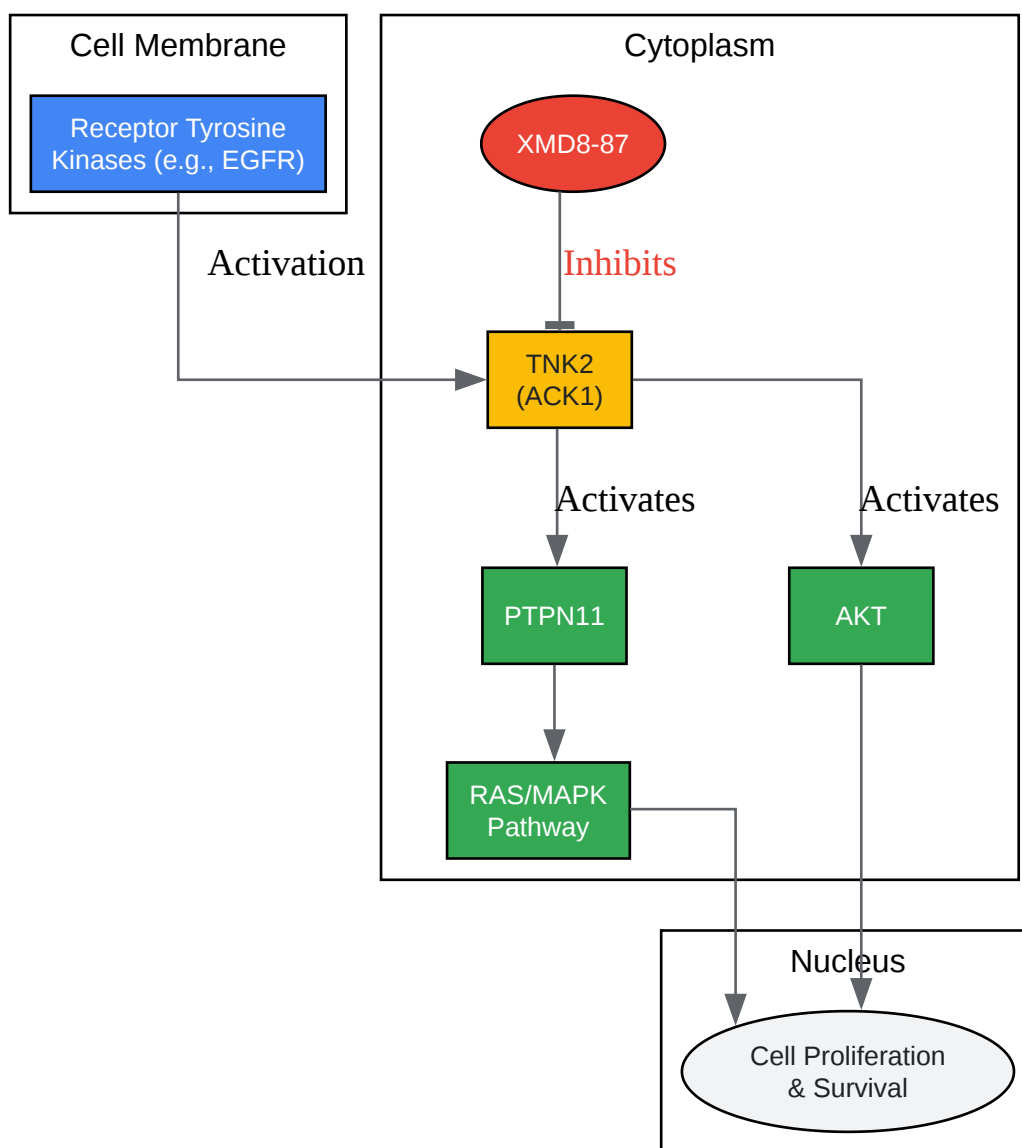 Cell Membrane
Receptor Tyrosine
Kinases (e.g., EGFR)
Cytoplasm
XMD8-87
Activation
Inhibits
TNK2
(ACK1)
Activates
Activates
PTPN11
AKT
RAS/MAPK
Pathway
Nucleus
Cell Proliferation
& Survival